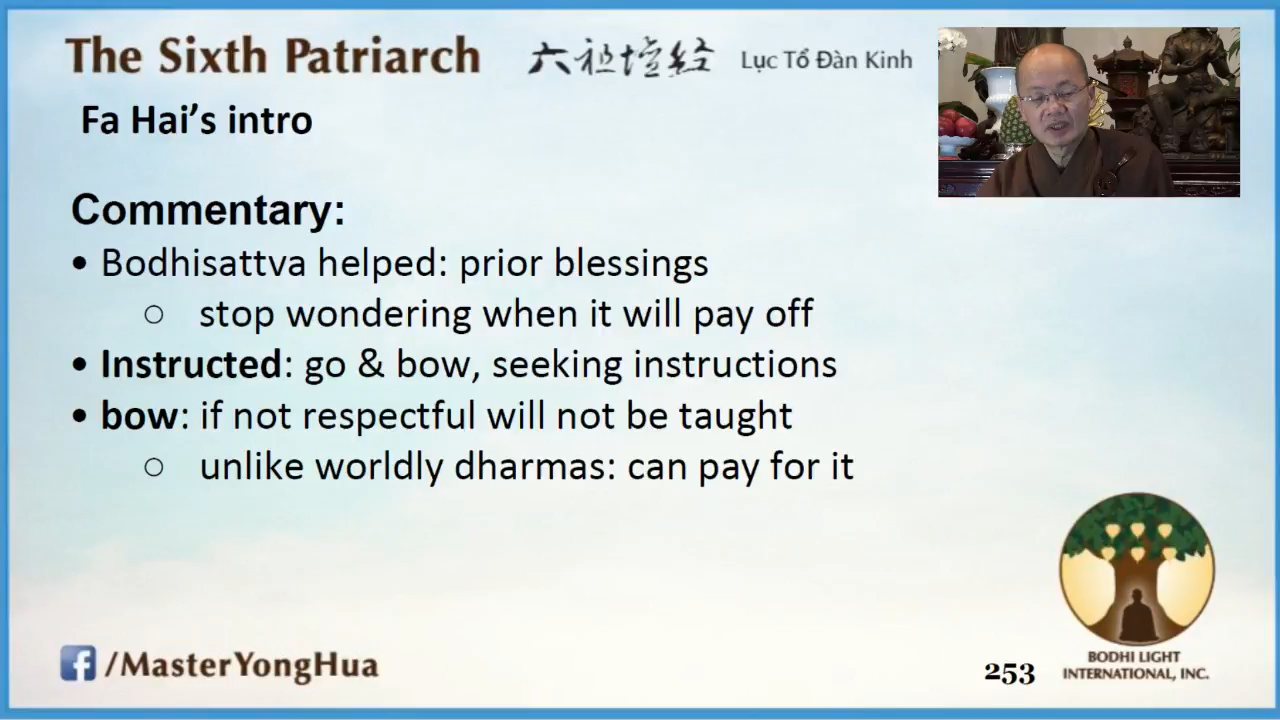 The Sixth Patriarch 六祖壇経 Lục Tổ Đàn Kinh
Fa Hai's intro
Commentary:
• Bodhisattva helped: prior blessings
○ stop wondering when it will pay off
• Instructed: go & bow, seeking instructions
• bow: if not respectful will not be taught
○ unlike worldly dharmas: can pay for it
f /MasterYongHua
253
BODHI LIGHT
INTERNATIONAL, INC.